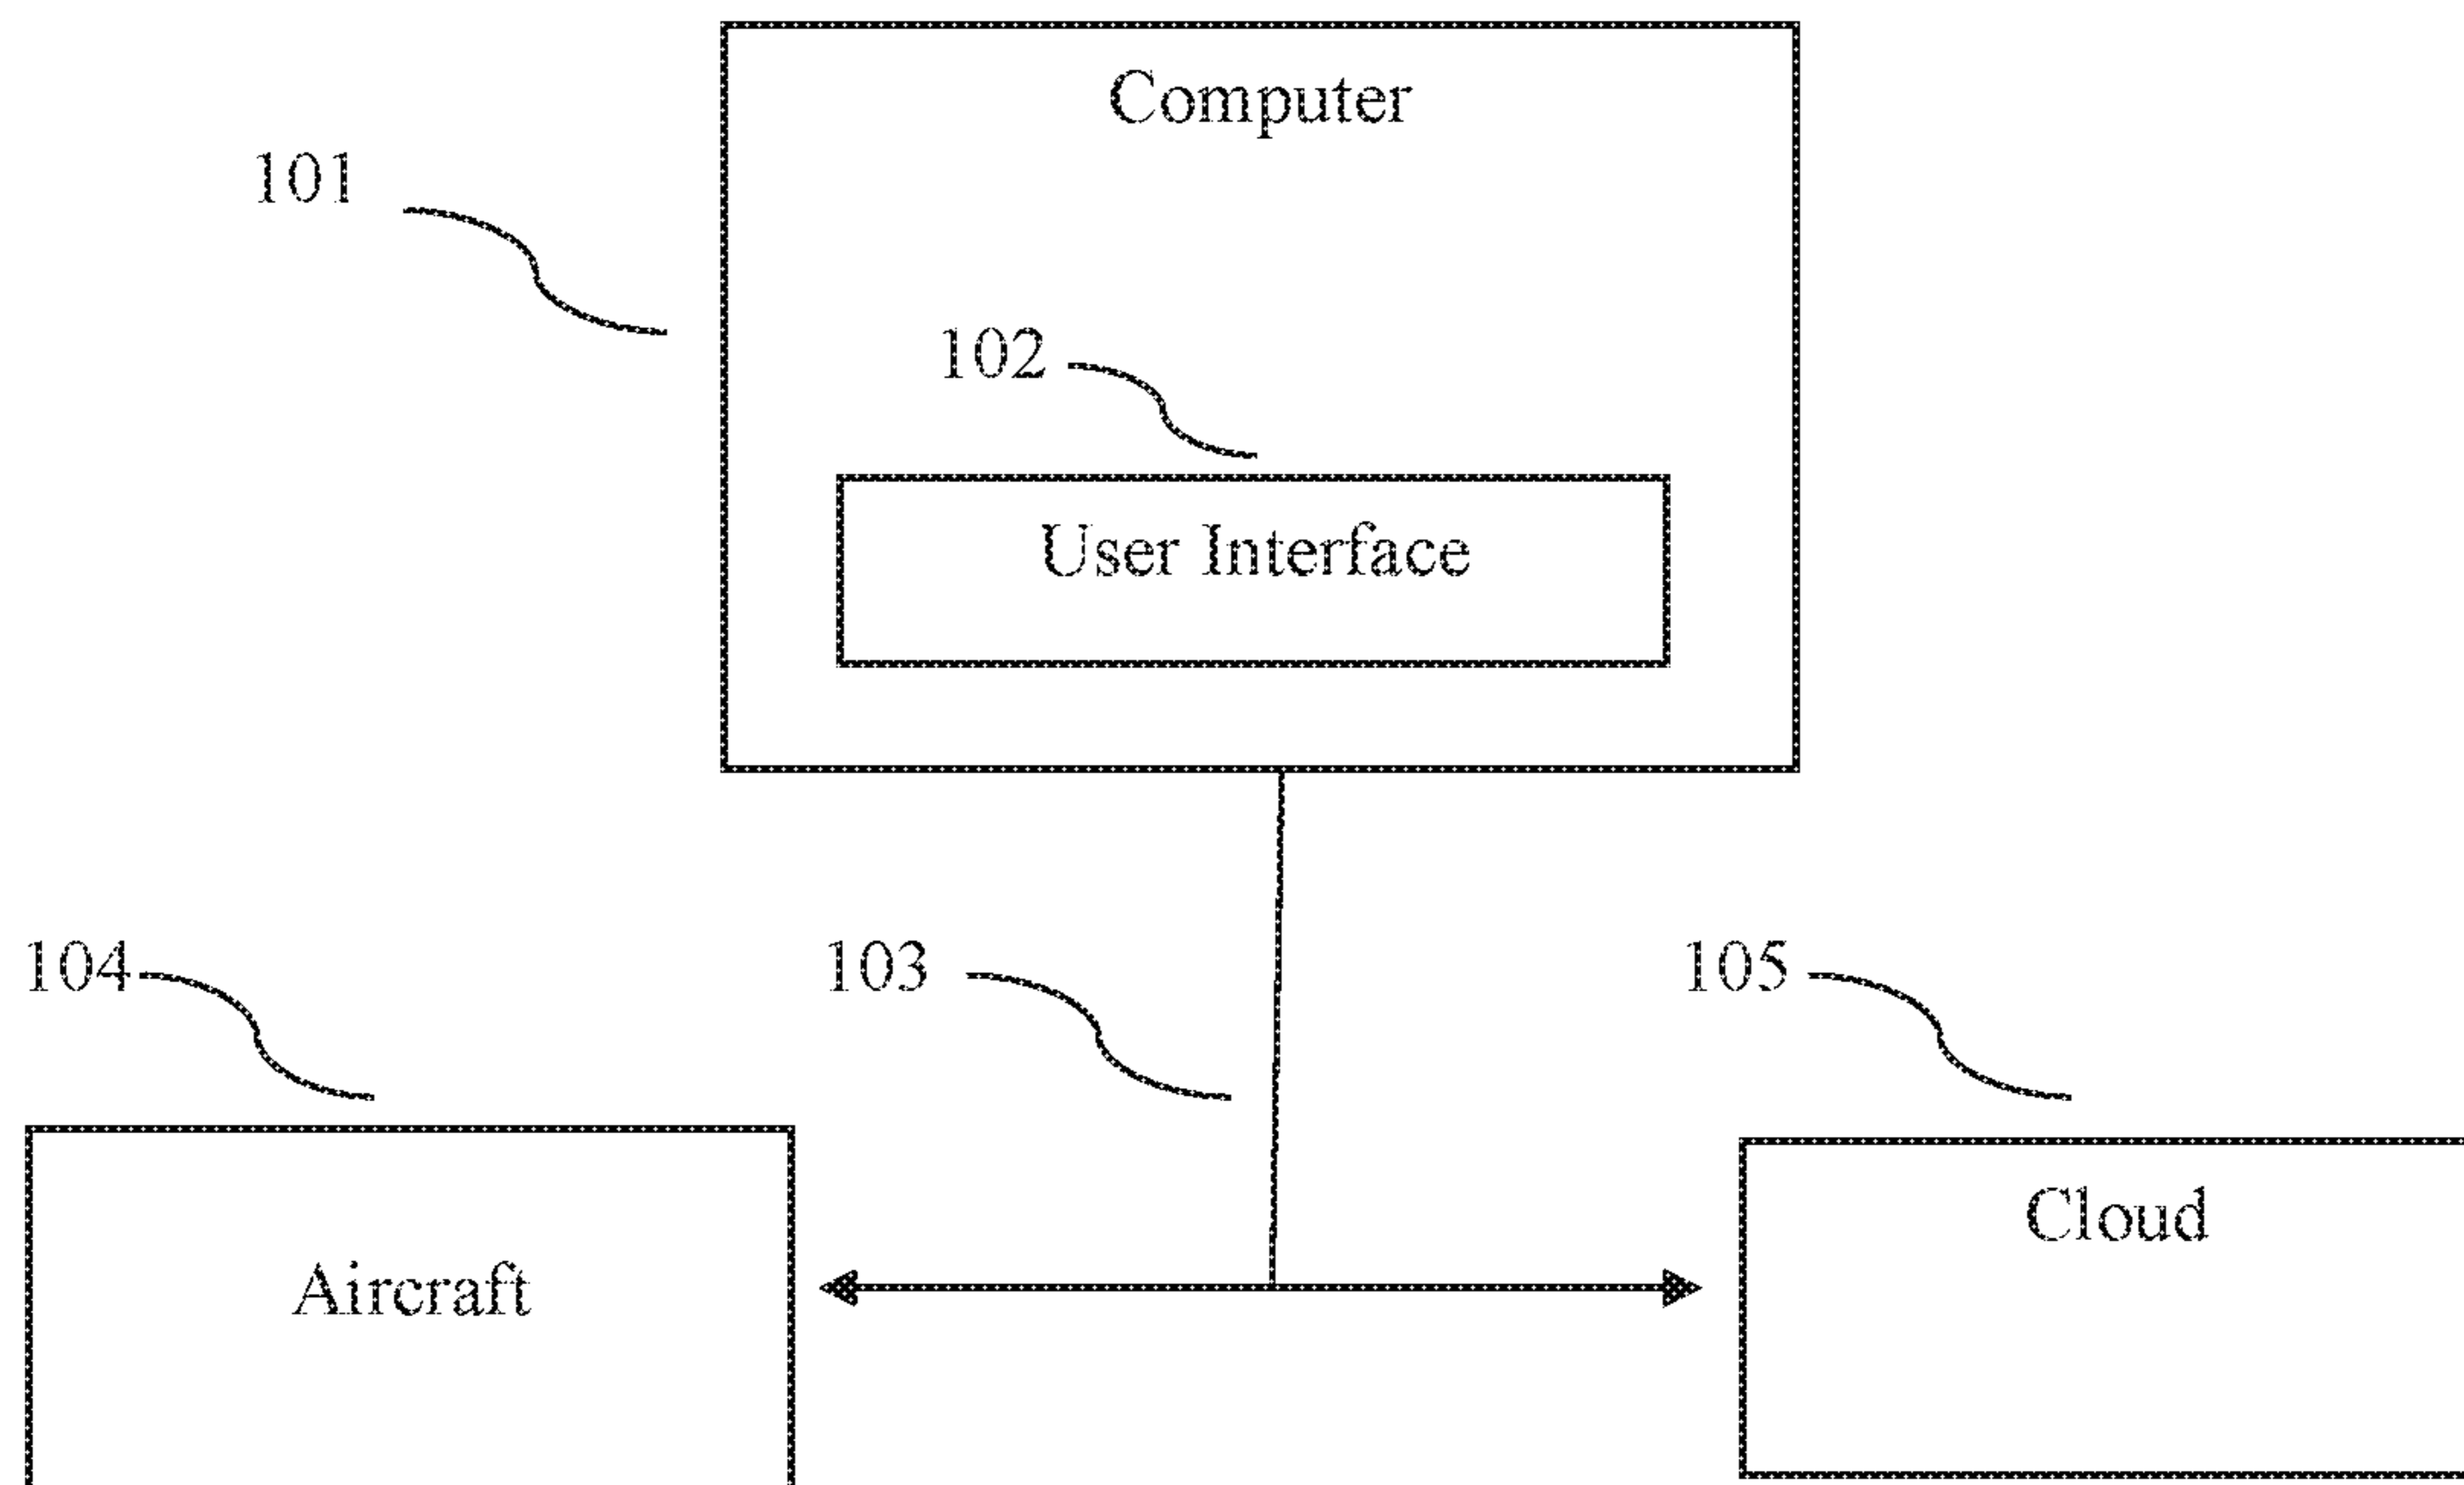 Computer
101
102
User Interface
104
103
105
Aircraft
Cloud